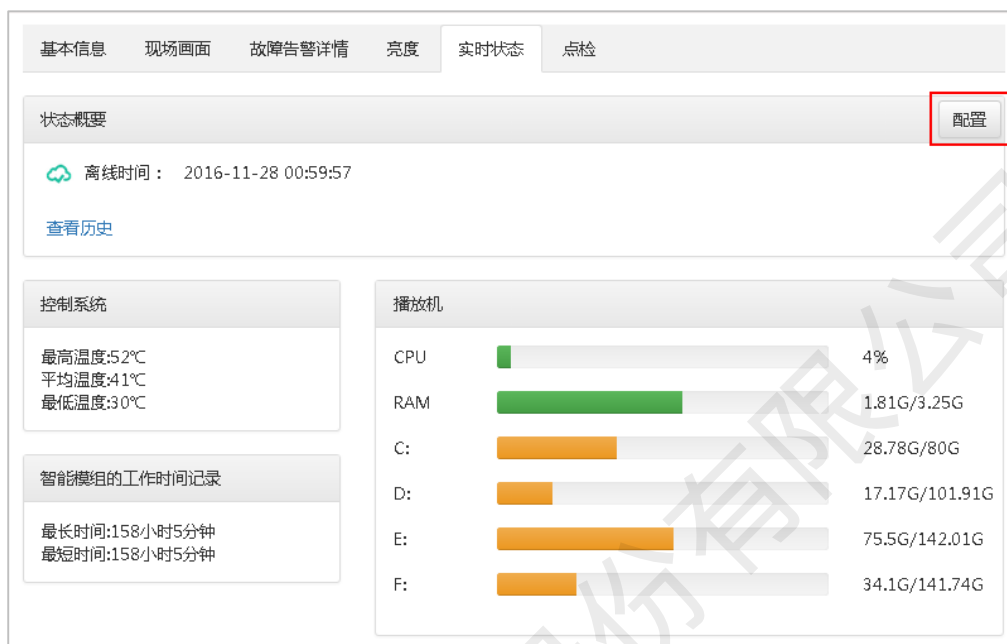 基本信息 现场画面 故障告警详情 亮度 实时状态 点检
状态概要 配置
离线时间： 2016-11-28 00:59:57
查看历史
控制系统
最高温度:52℃
平均温度:41℃
最低温度:30℃
智能模组的工作时间记录
最长时间:158小时5分钟
最短时间:158小时5分钟
播放机
CPU 4%
RAM 1.81G/3.25G
C: 28.78G/80G
D: 17.17G/101.91G
E: 75.5G/142.01G
F: 34.1G/141.74G
份有限公司